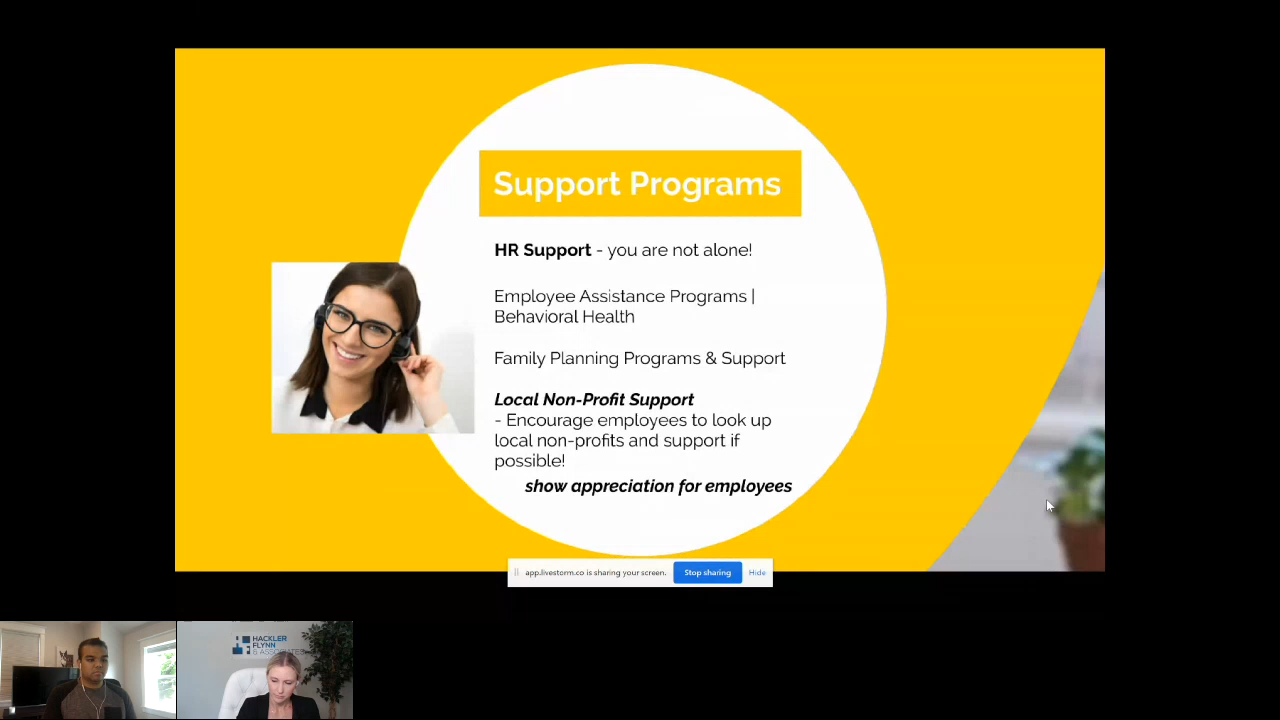 Support Programs
HR Support - you are not alone!
Employee Assistance Programs |
Behavioral Health
Family Planning Programs & Support
Local Non-Profit Support
- Encourage employees to look up
local non-profits and support if
possible!
show appreciation for employees
app.livestorm.co is sharing your screen.
Stop sharing
Hide
HACKLER
FLYNN
& ASSOCIATES